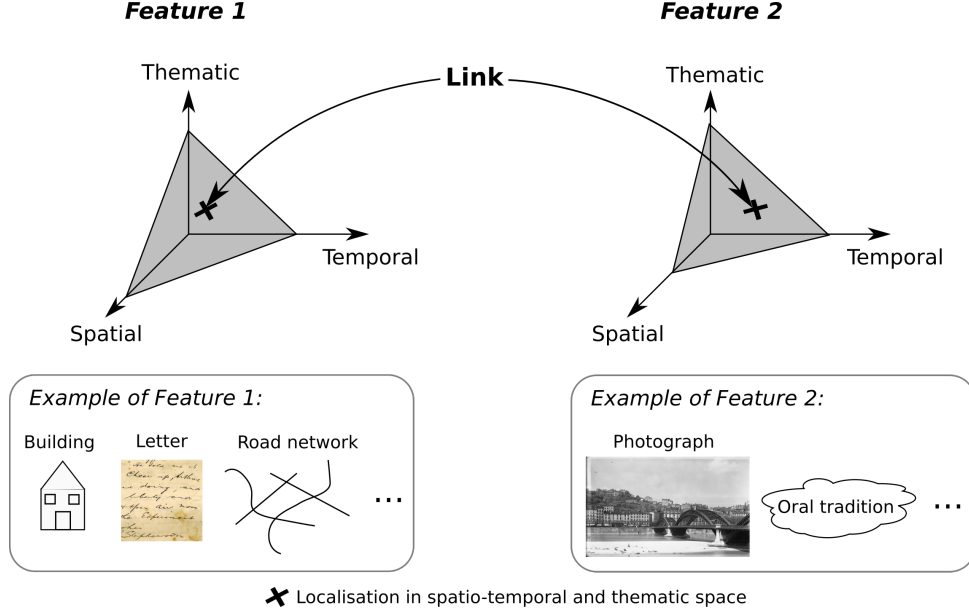 Feature 1
Feature 2
Thematic
Thematic
Link
Temporal
Temporal
Spatial
Spatial
Example of Feature 1:
Building
Letter
Road network
...
Example of Feature 2:
Photograph
Oral tradition
...
Localisation in spatio-temporal and thematic space